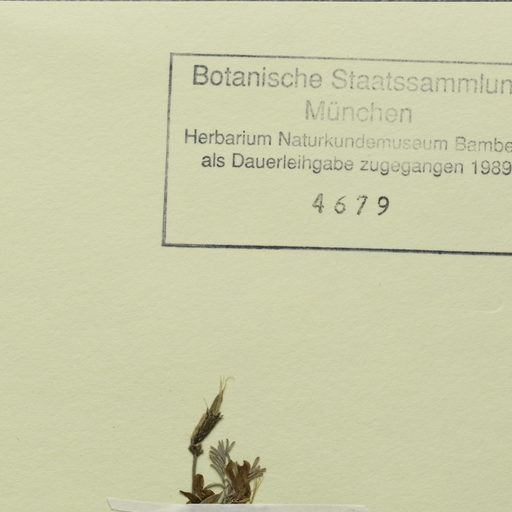 Botanische Staatssammlun
München
Herbarium Naturkundemuseum Bambe
als Dauerleihgabe zugegangen 1989
4679